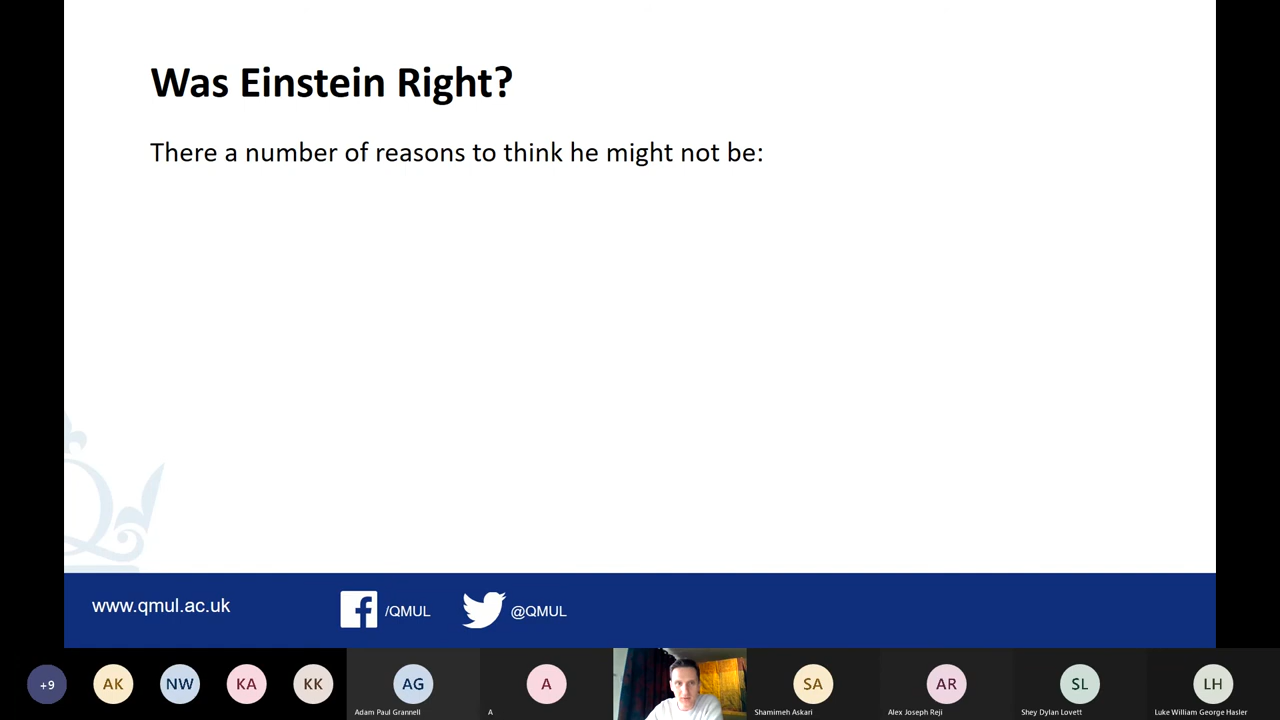 Was Einstein Right?
There a number of reasons to think he might not be:
www.qmul.ac.uk
/QMUL
@QMUL
+9
AK
NW
KA
KK
AG
A
SA
AR
SL
LH
Adam Paul Grannell
A
Shamimeh Askari
Alex Joseph Reji
Shey Dylan Lovett
Luke William George Hasler